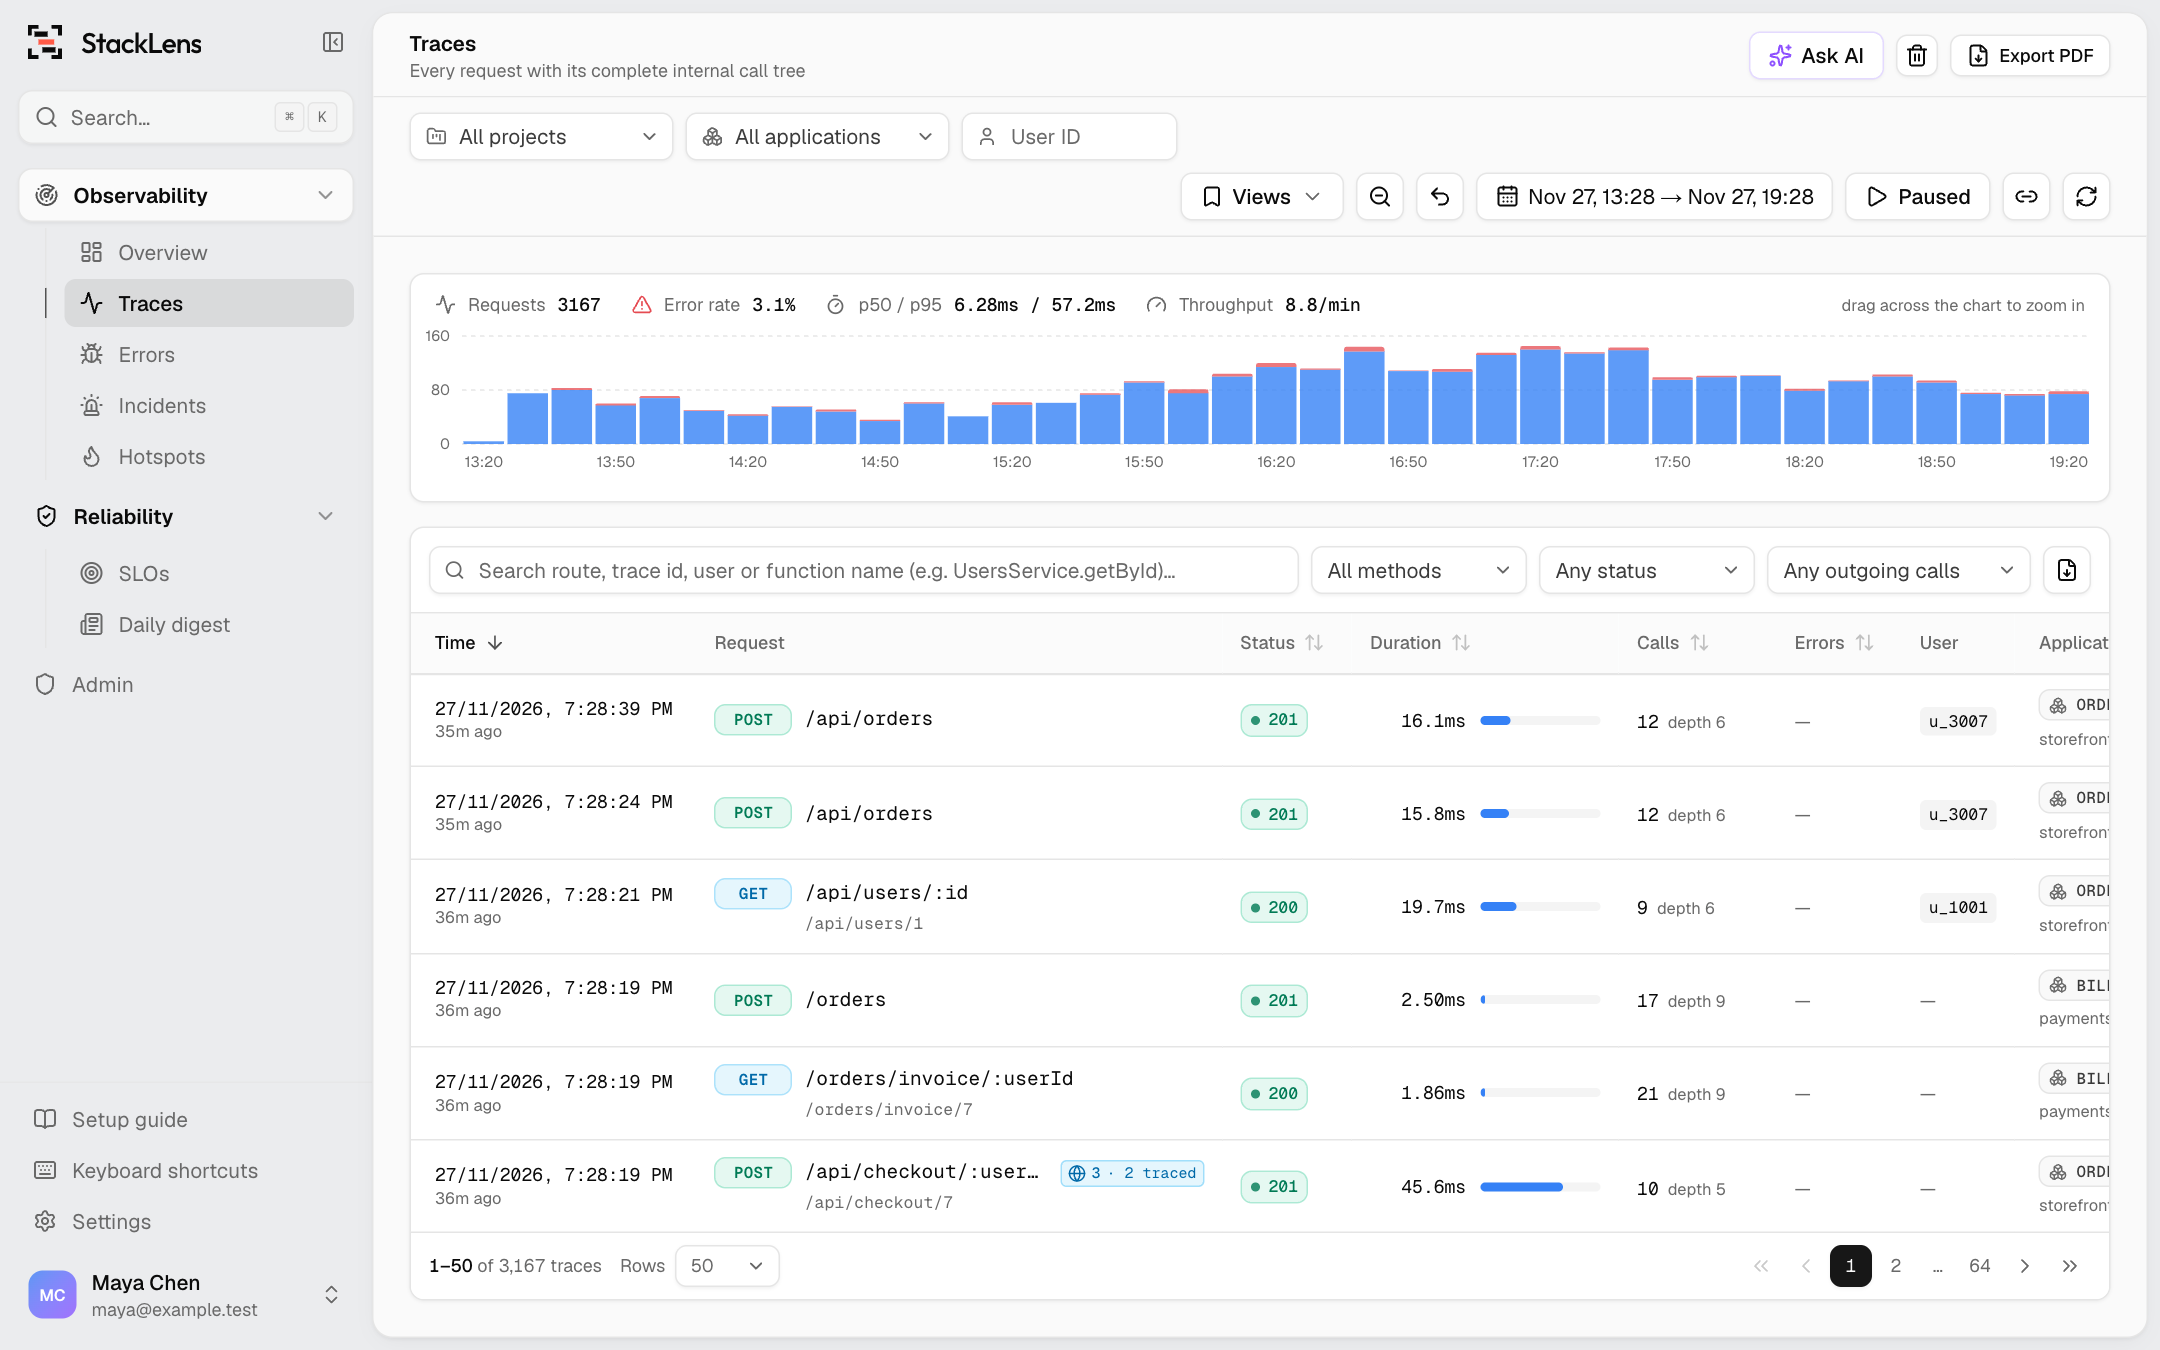 StackLens
Search...
⌘ K
Observability
Overview
Traces
Errors
Incidents
Hotspots
Reliability
SLOs
Daily digest
Admin
Setup guide
Keyboard shortcuts
Settings
MC
Maya Chen
maya@example.test
Traces
Every request with its complete internal call tree
Ask AI
Export PDF
All projects
All applications
User ID
Views
Nov 27, 13:28 → Nov 27, 19:28
Paused
Requests 3167
Error rate 3.1%
p50 / p95 6.28ms / 57.2ms
Throughput 8.8/min
drag across the chart to zoom in
160
80
0
13:20 13:50 14:20 14:50 15:20 15:50 16:20 16:50 17:20 17:50 18:20 18:50 19:20
Search route, trace id, user or function name (e.g. UsersService.getById)...
All methods
Any status
Any outgoing calls
Time Request Status Duration Calls Errors User Applicat
27/11/2026, 7:28:39 PM POST /api/orders 201 16.1ms 12 depth 6 — u_3007 ORD
35m ago storefron
27/11/2026, 7:28:24 PM POST /api/orders 201 15.8ms 12 depth 6 — u_3007 ORD
35m ago storefron
27/11/2026, 7:28:21 PM GET /api/users/:id 200 19.7ms 9 depth 6 — u_1001 ORD
36m ago /api/users/1 storefron
27/11/2026, 7:28:19 PM POST /orders 201 2.50ms 17 depth 9 — — BIL
36m ago payments
27/11/2026, 7:28:19 PM GET /orders/invoice/:userId 200 1.86ms 21 depth 9 — — BIL
36m ago /orders/invoice/7 payments
27/11/2026, 7:28:19 PM POST /api/checkout/:user... 3 · 2 traced 201 45.6ms 10 depth 5 — — ORD
36m ago /api/checkout/7 storefron
1–50 of 3,167 traces Rows 50
1 2 ... 64